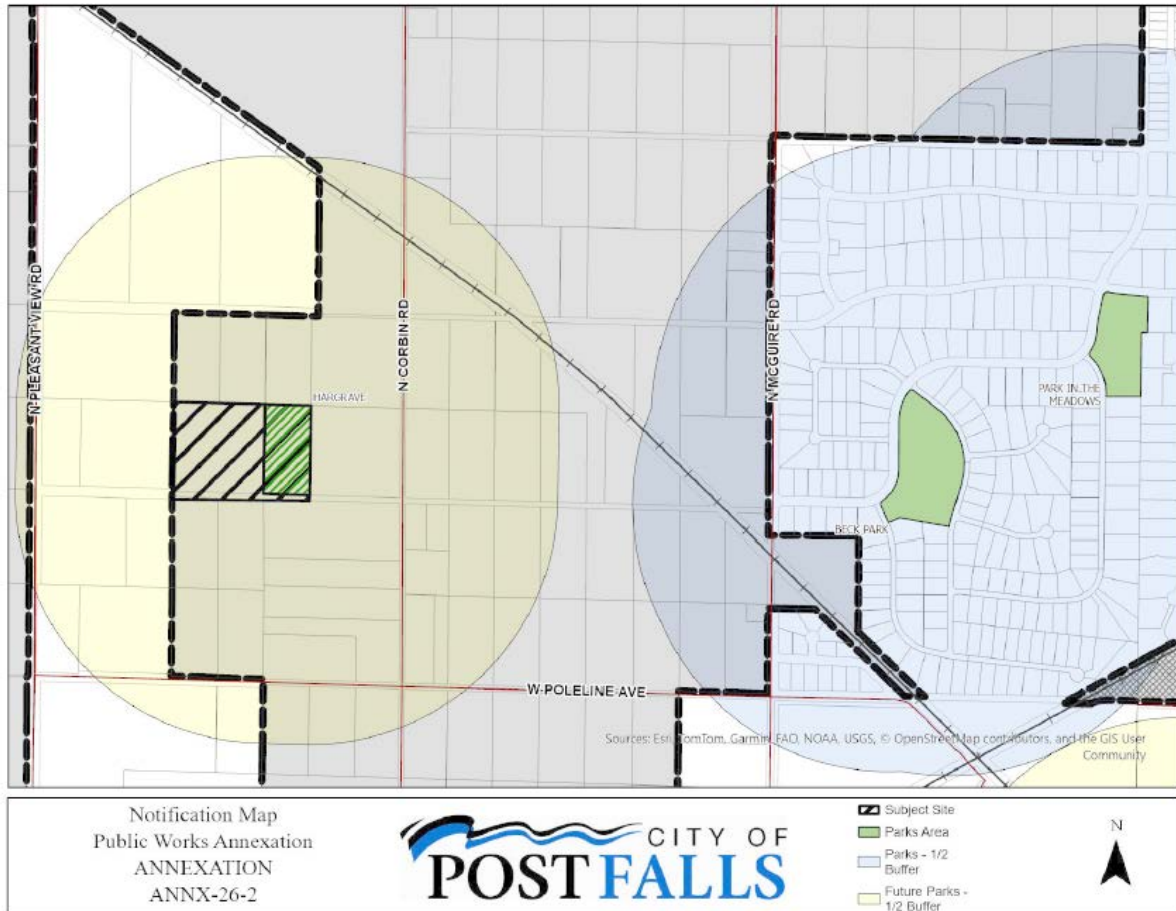 N PLEASANT VIEW RD
N CORBIN RD
N MCGUIRE RD
HARGRAVE
PARK IN THE
MEADOWS
BECK PARK
W POLELINE AVE
Sources: Esri, TomTom, Garmin, FAO, NOAA, USGS, © OpenStreetMap contributors, and the GIS User
Community
Notification Map
Public Works Annexation
ANNEXATION
ANNX-26-2
CITY OF
POST FALLS
Subject Site
Parks Area
Parks - 1/2
Buffer
Future Parks -
1/2 Buffer
N